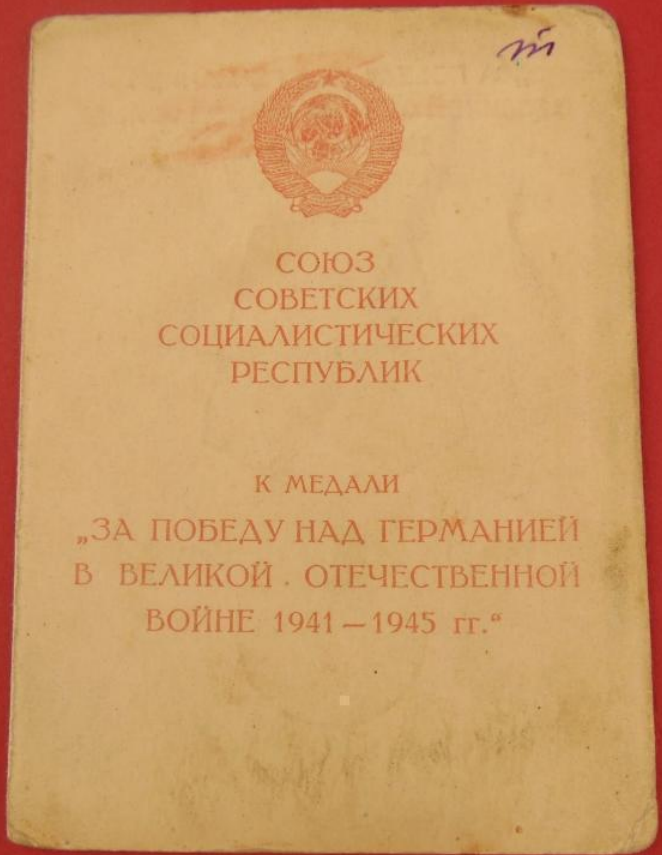 СОЮЗ
СОВЕТСКИХ
СОЦИАЛИСТИЧЕСКИХ
РЕСПУБЛИК
К МЕДАЛИ
„ЗА ПОБЕДУ НАД ГЕРМАНИЕЙ
В ВЕЛИКОЙ ОТЕЧЕСТВЕННОЙ
ВОЙНЕ 1941—1945 гг.“